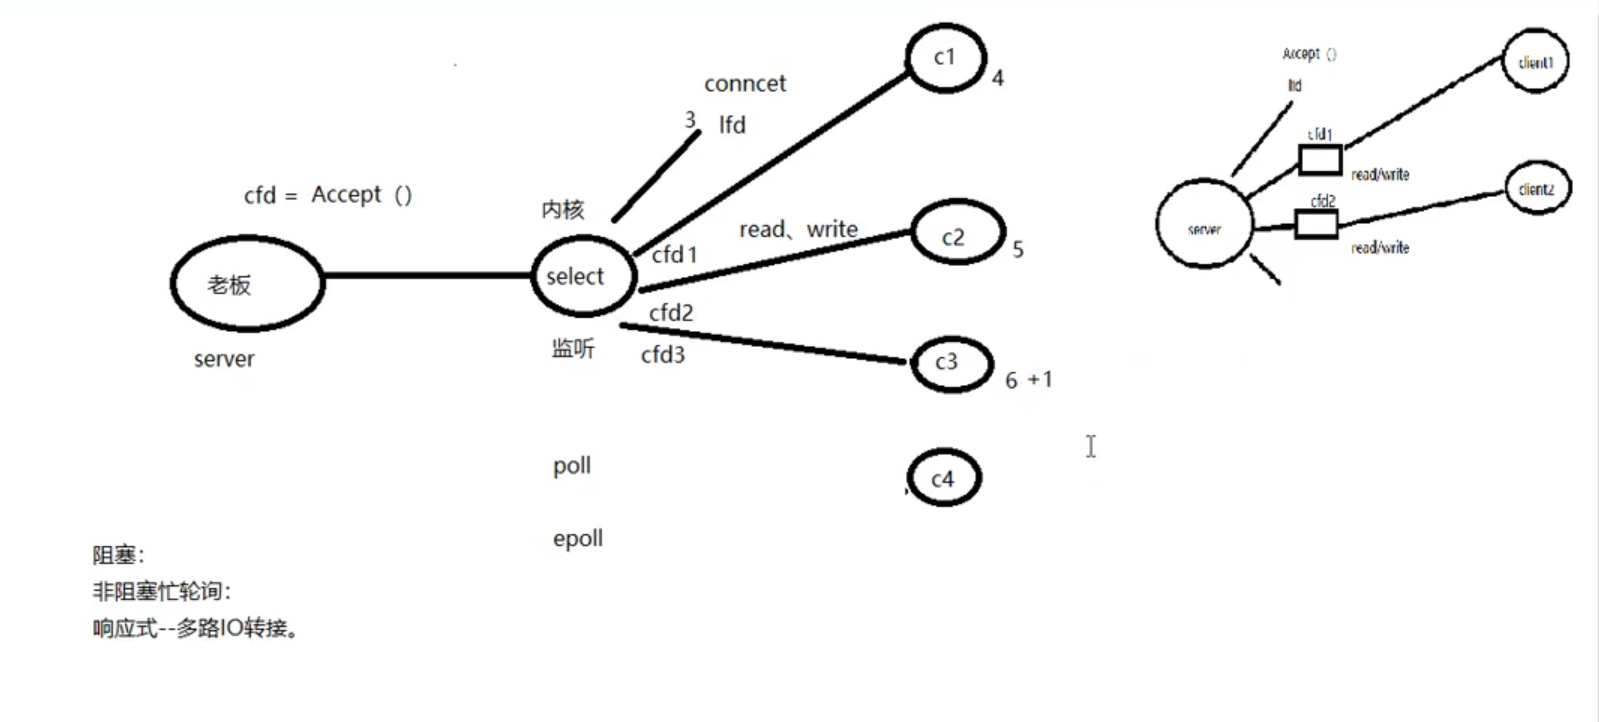 conncet
3 lfd
c1
4
cfd = Accept（）
内核
老板
server
select
监听
cfd1
read、write
c2
5
cfd2
cfd3
c3
6 +1
poll
c4
epoll
阻塞：
非阻塞忙轮询：
响应式--多路IO转接。
Accept（）
lfd
cfd1
client1
read/write
cfd2
client2
server
read/write